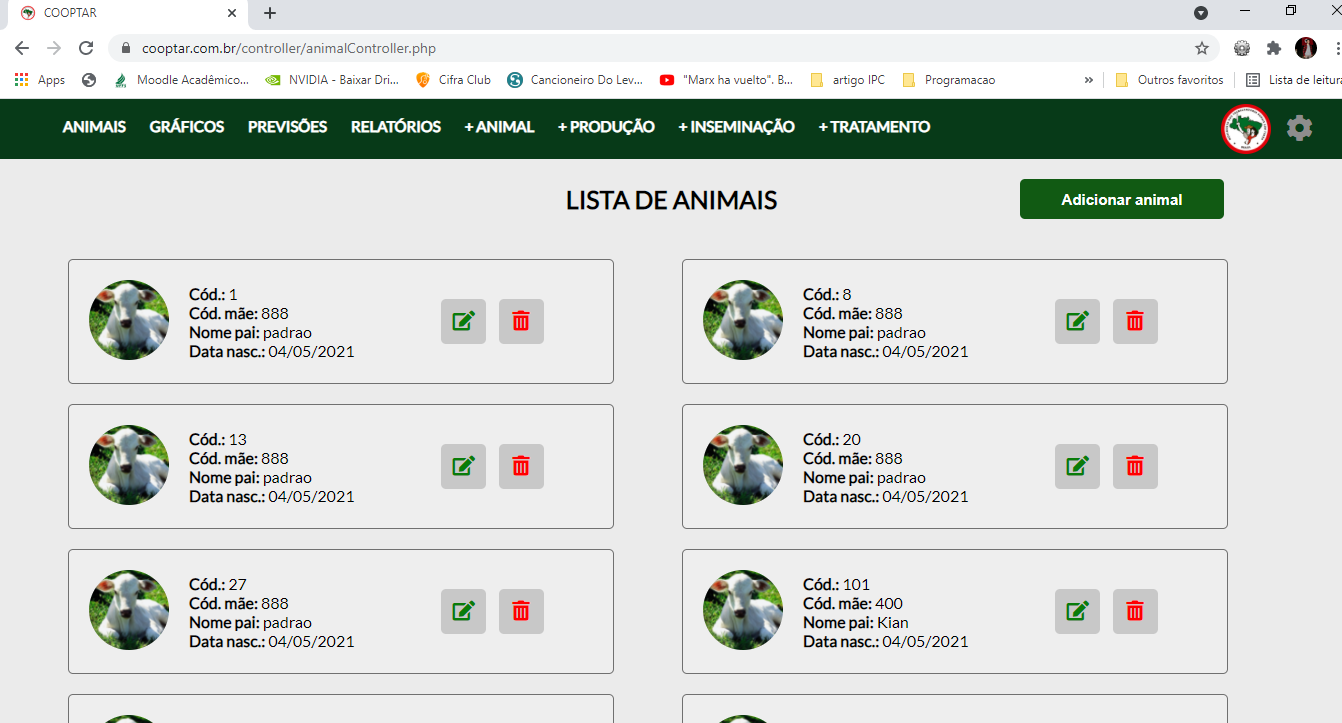 COOPTAR
cooptar.com.br/controller/animalController.php
Apps
Moodle Acadêmico...
NVIDIA - Baixar Dri...
Cifra Club
Cancioneiro Do Lev...
"Marx ha vuelto". B...
artigo IPC
Programacao
»
Outros favoritos
Lista de leitura
ANIMAIS GRÁFICOS PREVISÕES RELATÓRIOS + ANIMAL + PRODUÇÃO + INSEMINAÇÃO + TRATAMENTO
LISTA DE ANIMAIS
Adicionar animal
Cód.: 1
Cód. mãe: 888
Nome pai: padrao
Data nasc.: 04/05/2021
Cód.: 8
Cód. mãe: 888
Nome pai: padrao
Data nasc.: 04/05/2021
Cód.: 13
Cód. mãe: 888
Nome pai: padrao
Data nasc.: 04/05/2021
Cód.: 20
Cód. mãe: 888
Nome pai: padrao
Data nasc.: 04/05/2021
Cód.: 27
Cód. mãe: 888
Nome pai: padrao
Data nasc.: 04/05/2021
Cód.: 101
Cód. mãe: 400
Nome pai: Kian
Data nasc.: 04/05/2021